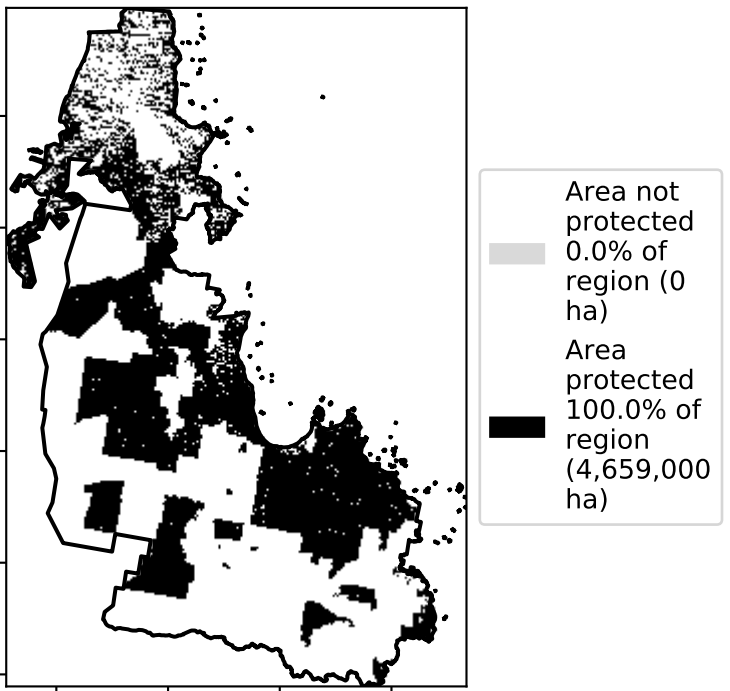 Area not
protected
0.0% of
region (0
ha)
Area
protected
100.0% of
region
(4,659,000
ha)